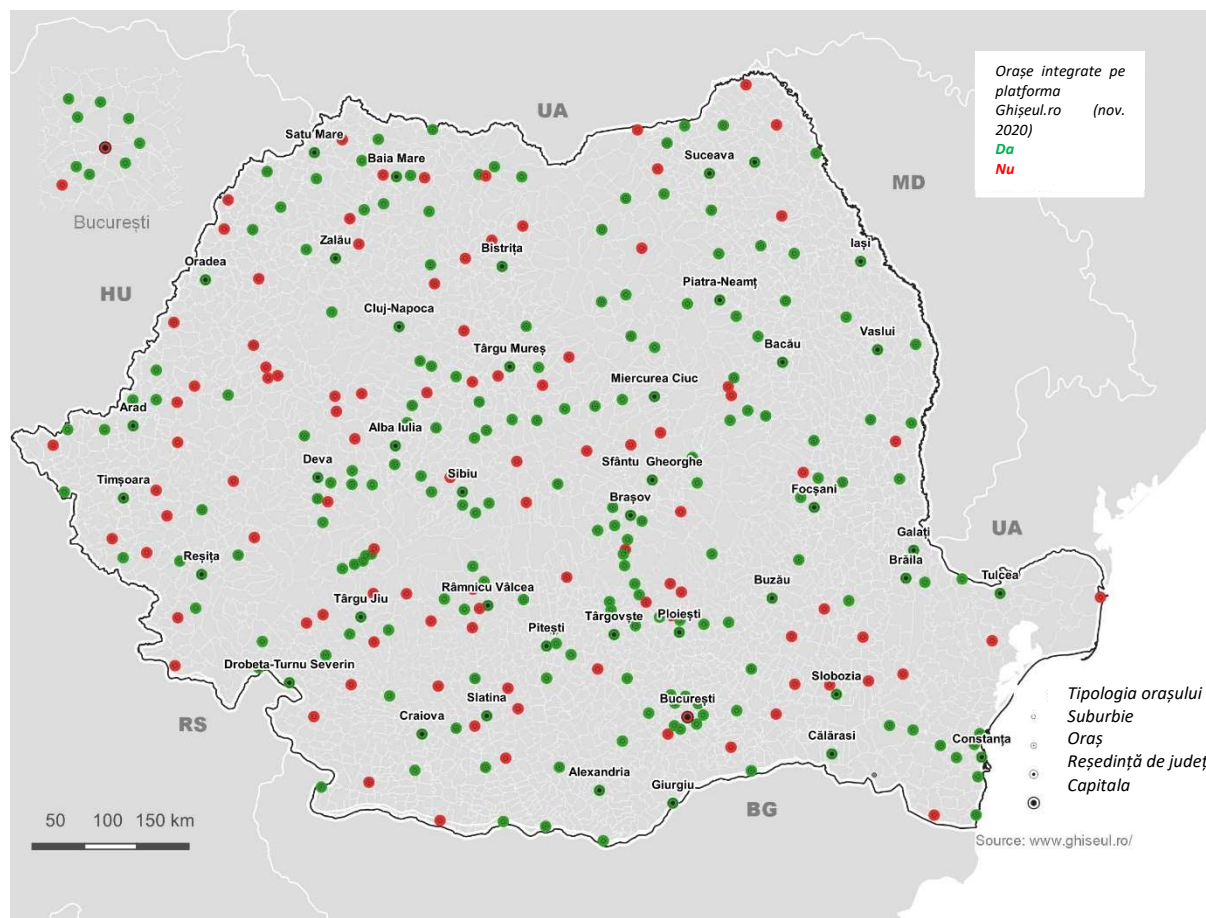 Orașe integrate pe
platforma
Ghișeul.ro (nov.
2020)
Da
Nu
UA
Satu Mare
Baia Mare
Suceava
MD
București
Zalău
Bistrița
Iași
Oradea
HU
Piatra-Neamț
Cluj-Napoca
Vaslui
Târgu Mureș
Bacău
Miercurea Ciuc
Arad
Alba Iulia
Deva
Sibiu
Sfântu Gheorghe
Timșoara
Focșani
Brașov
Galați
UA
Reșița
Brăila
Tulcea
Râmnicu Vâlcea
Buzău
Târgu Jiu
Târgovște
Ploiești
Pitești
Drobeta-Turnu Severin
Slobozia
Slatina
București
RS
Craiova
Călărasi
Constanța
Alexandria
Giurgiu
BG
Tipologia orașului
Suburbie
Oraș
Reședință de județ
Capitala
50 100 150 km
Source: www.ghiseul.ro/